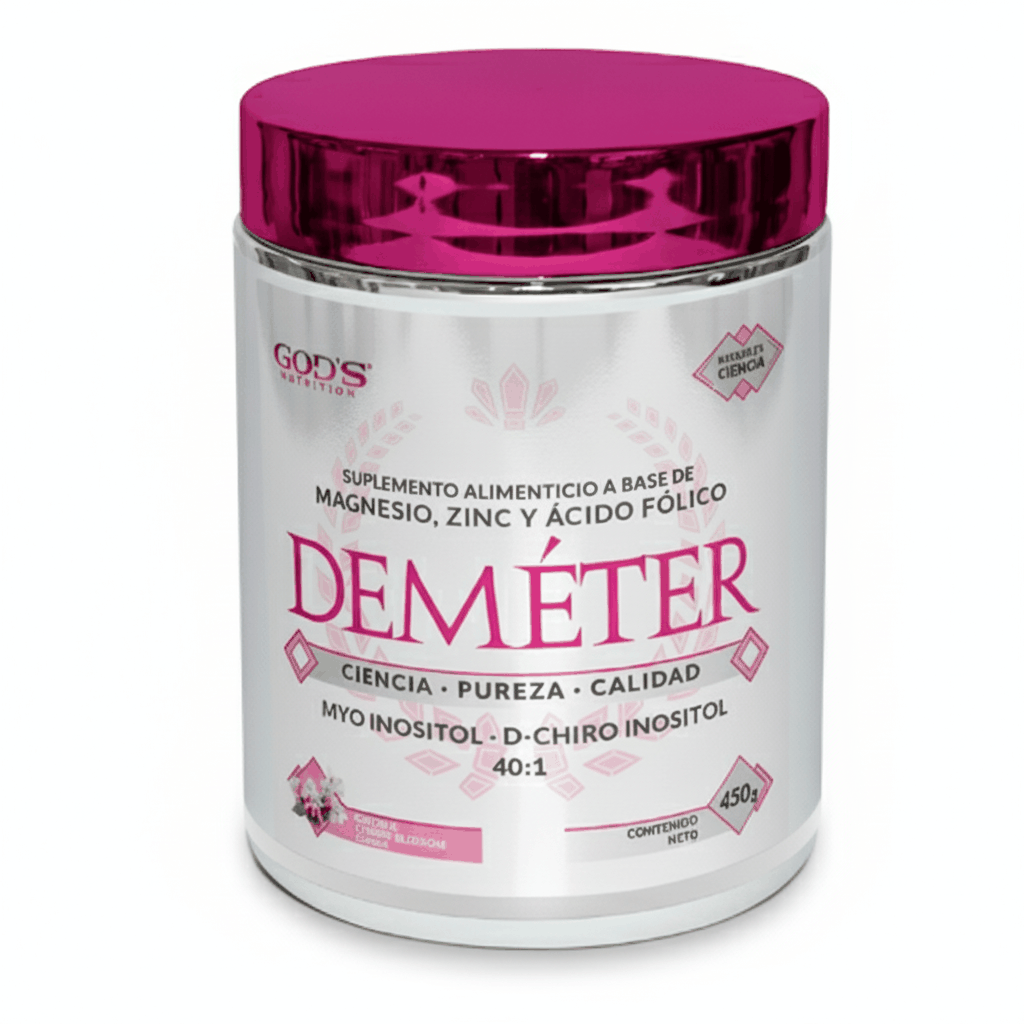 GOD'S®
NUTRITION
CIENCIA
SUPLEMENTO ALIMENTICIO A BASE DE
MAGNESIO, ZINC Y ÁCIDO FÓLICO
DEMÉTER
CIENCIA · PUREZA · CALIDAD
MYO INOSITOL · D-CHIRO INOSITOL
40:1
BLOSSOM
450g
CONTENIDO
NETO